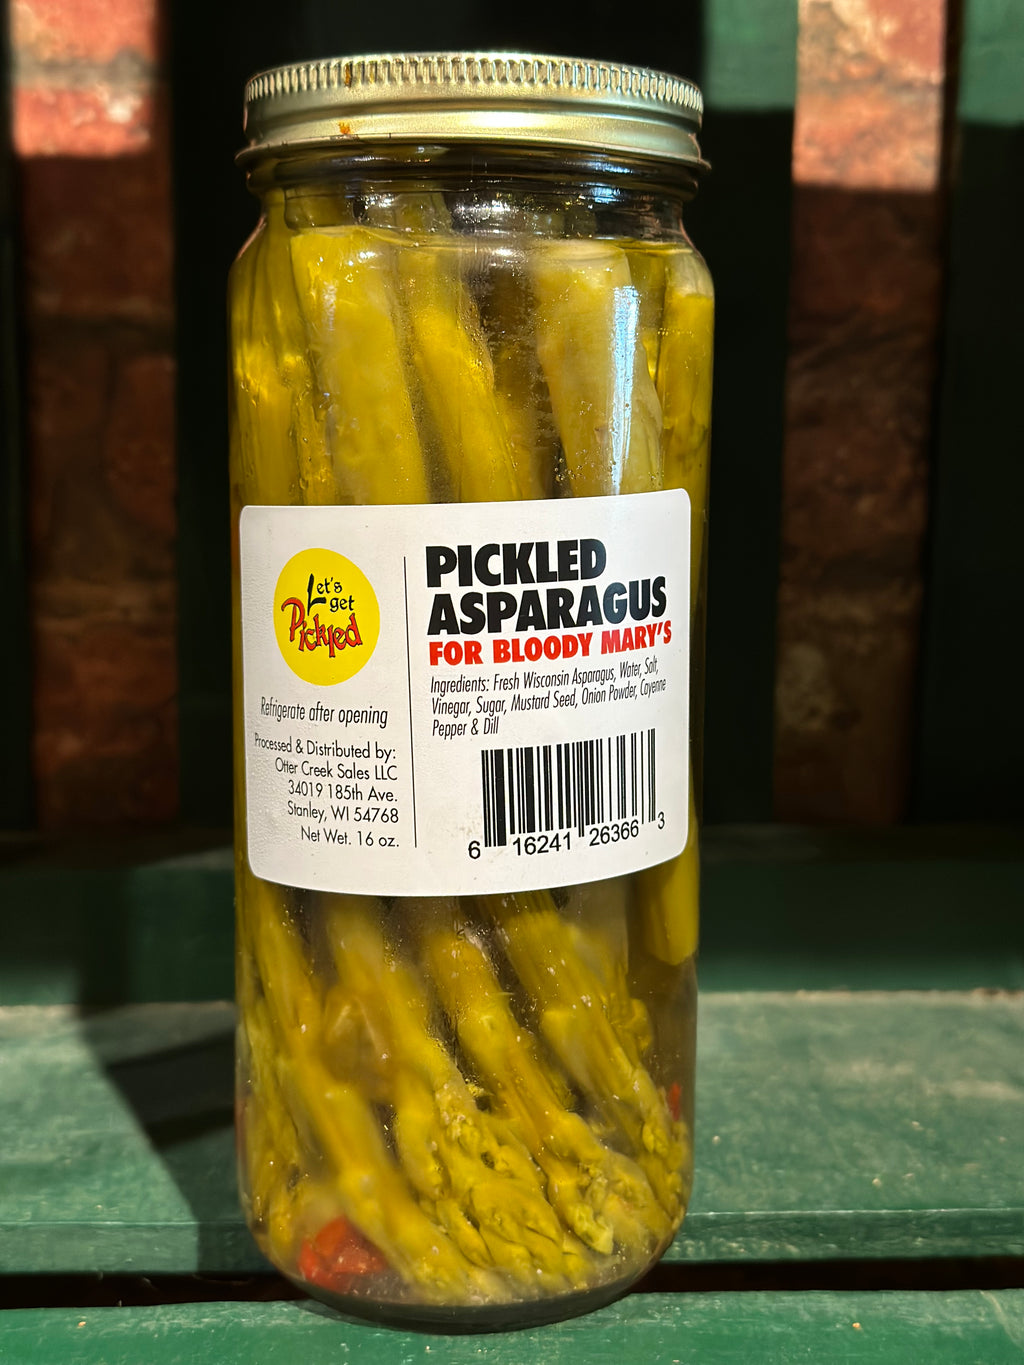 Let's
get
Pickled
Refrigerate after opening
Processed & Distributed by:
Otter Creek Sales LLC
34019 185th Ave.
Stanley, WI 54768
Net Wet. 16 oz.
PICKLED
ASPARAGUS
FOR BLOODY MARY'S
Ingredients: Fresh Wisconsin Asparagus, Water, Salt,
Vinegar, Sugar, Mustard Seed, Onion Powder, Cayenne
Pepper & Dill
6 16241 26366 3